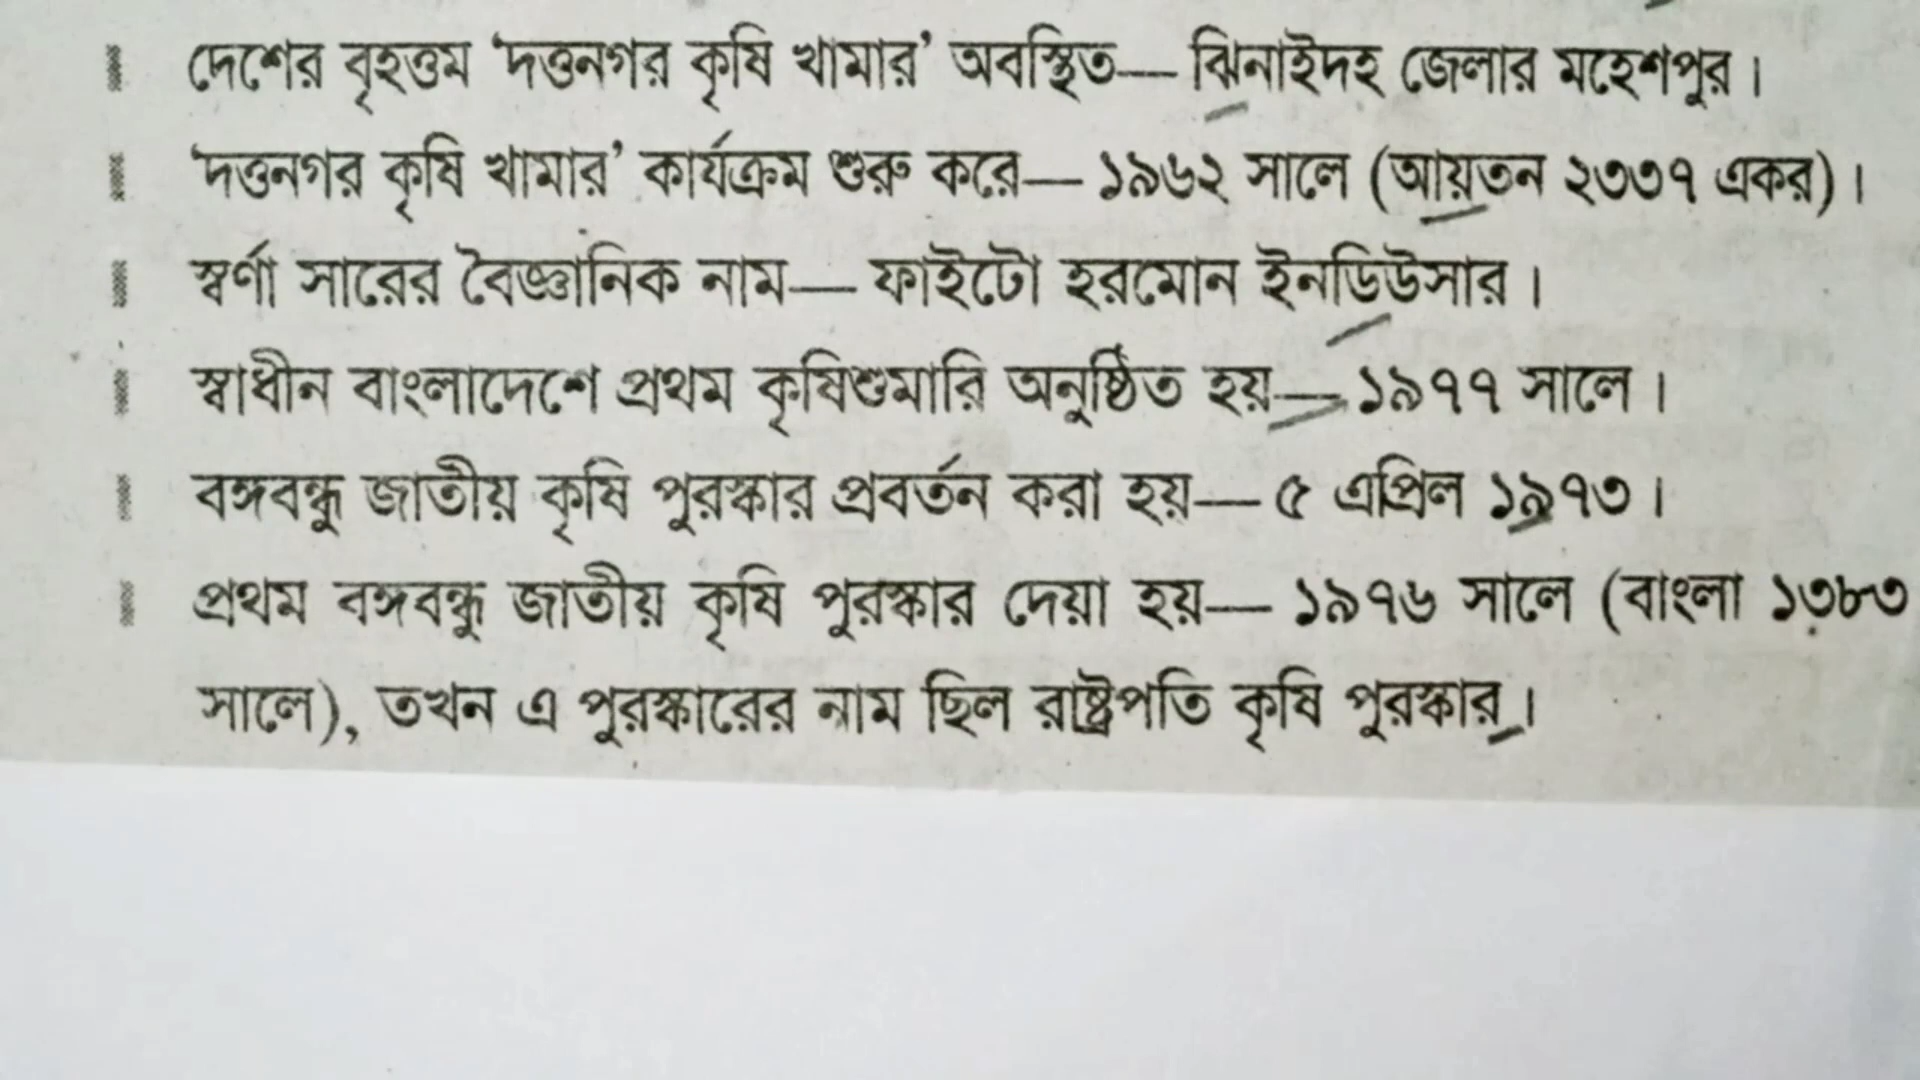 দেশের বৃহত্তম ‘দত্তনগর কৃষি খামার’ অবস্থিত— ঝিনাইদহ জেলার মহেশপুর।
‘দত্তনগর কৃষি খামার’ কার্যক্রম শুরু করে— ১৯৬২ সালে (আয়তন ২৩৩৭ একর)।
স্বর্ণা সারের বৈজ্ঞানিক নাম— ফাইটো হরমোন ইনডিউসার।
স্বাধীন বাংলাদেশে প্রথম কৃষিশুমারি অনুষ্ঠিত হয়— ১৯৭৭ সালে।
বঙ্গবন্ধু জাতীয় কৃষি পুরস্কার প্রবর্তন করা হয়— ৫ এপ্রিল ১৯৭৩।
প্রথম বঙ্গবন্ধু জাতীয় কৃষি পুরস্কার দেয়া হয়— ১৯৭৬ সালে (বাংলা ১৩৮৩
সালে), তখন এ পুরস্কারের নাম ছিল রাষ্ট্রপতি কৃষি পুরস্কার।